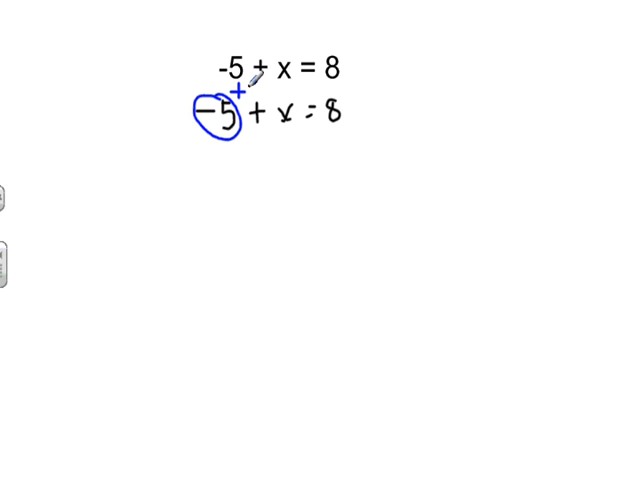 -5 + x = 8
+
-5 + x = 8